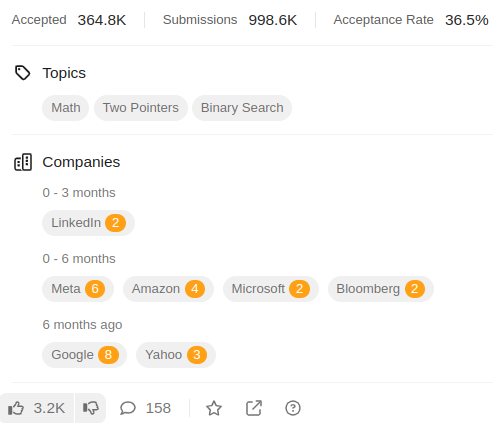 Accepted 364.8K Submissions 998.6K Acceptance Rate 36.5%
Topics
Math Two Pointers Binary Search
Companies
0 - 3 months
LinkedIn 2
0 - 6 months
Meta 6 Amazon 4 Microsoft 2 Bloomberg 2
6 months ago
Google 8 Yahoo 3
3.2K 158